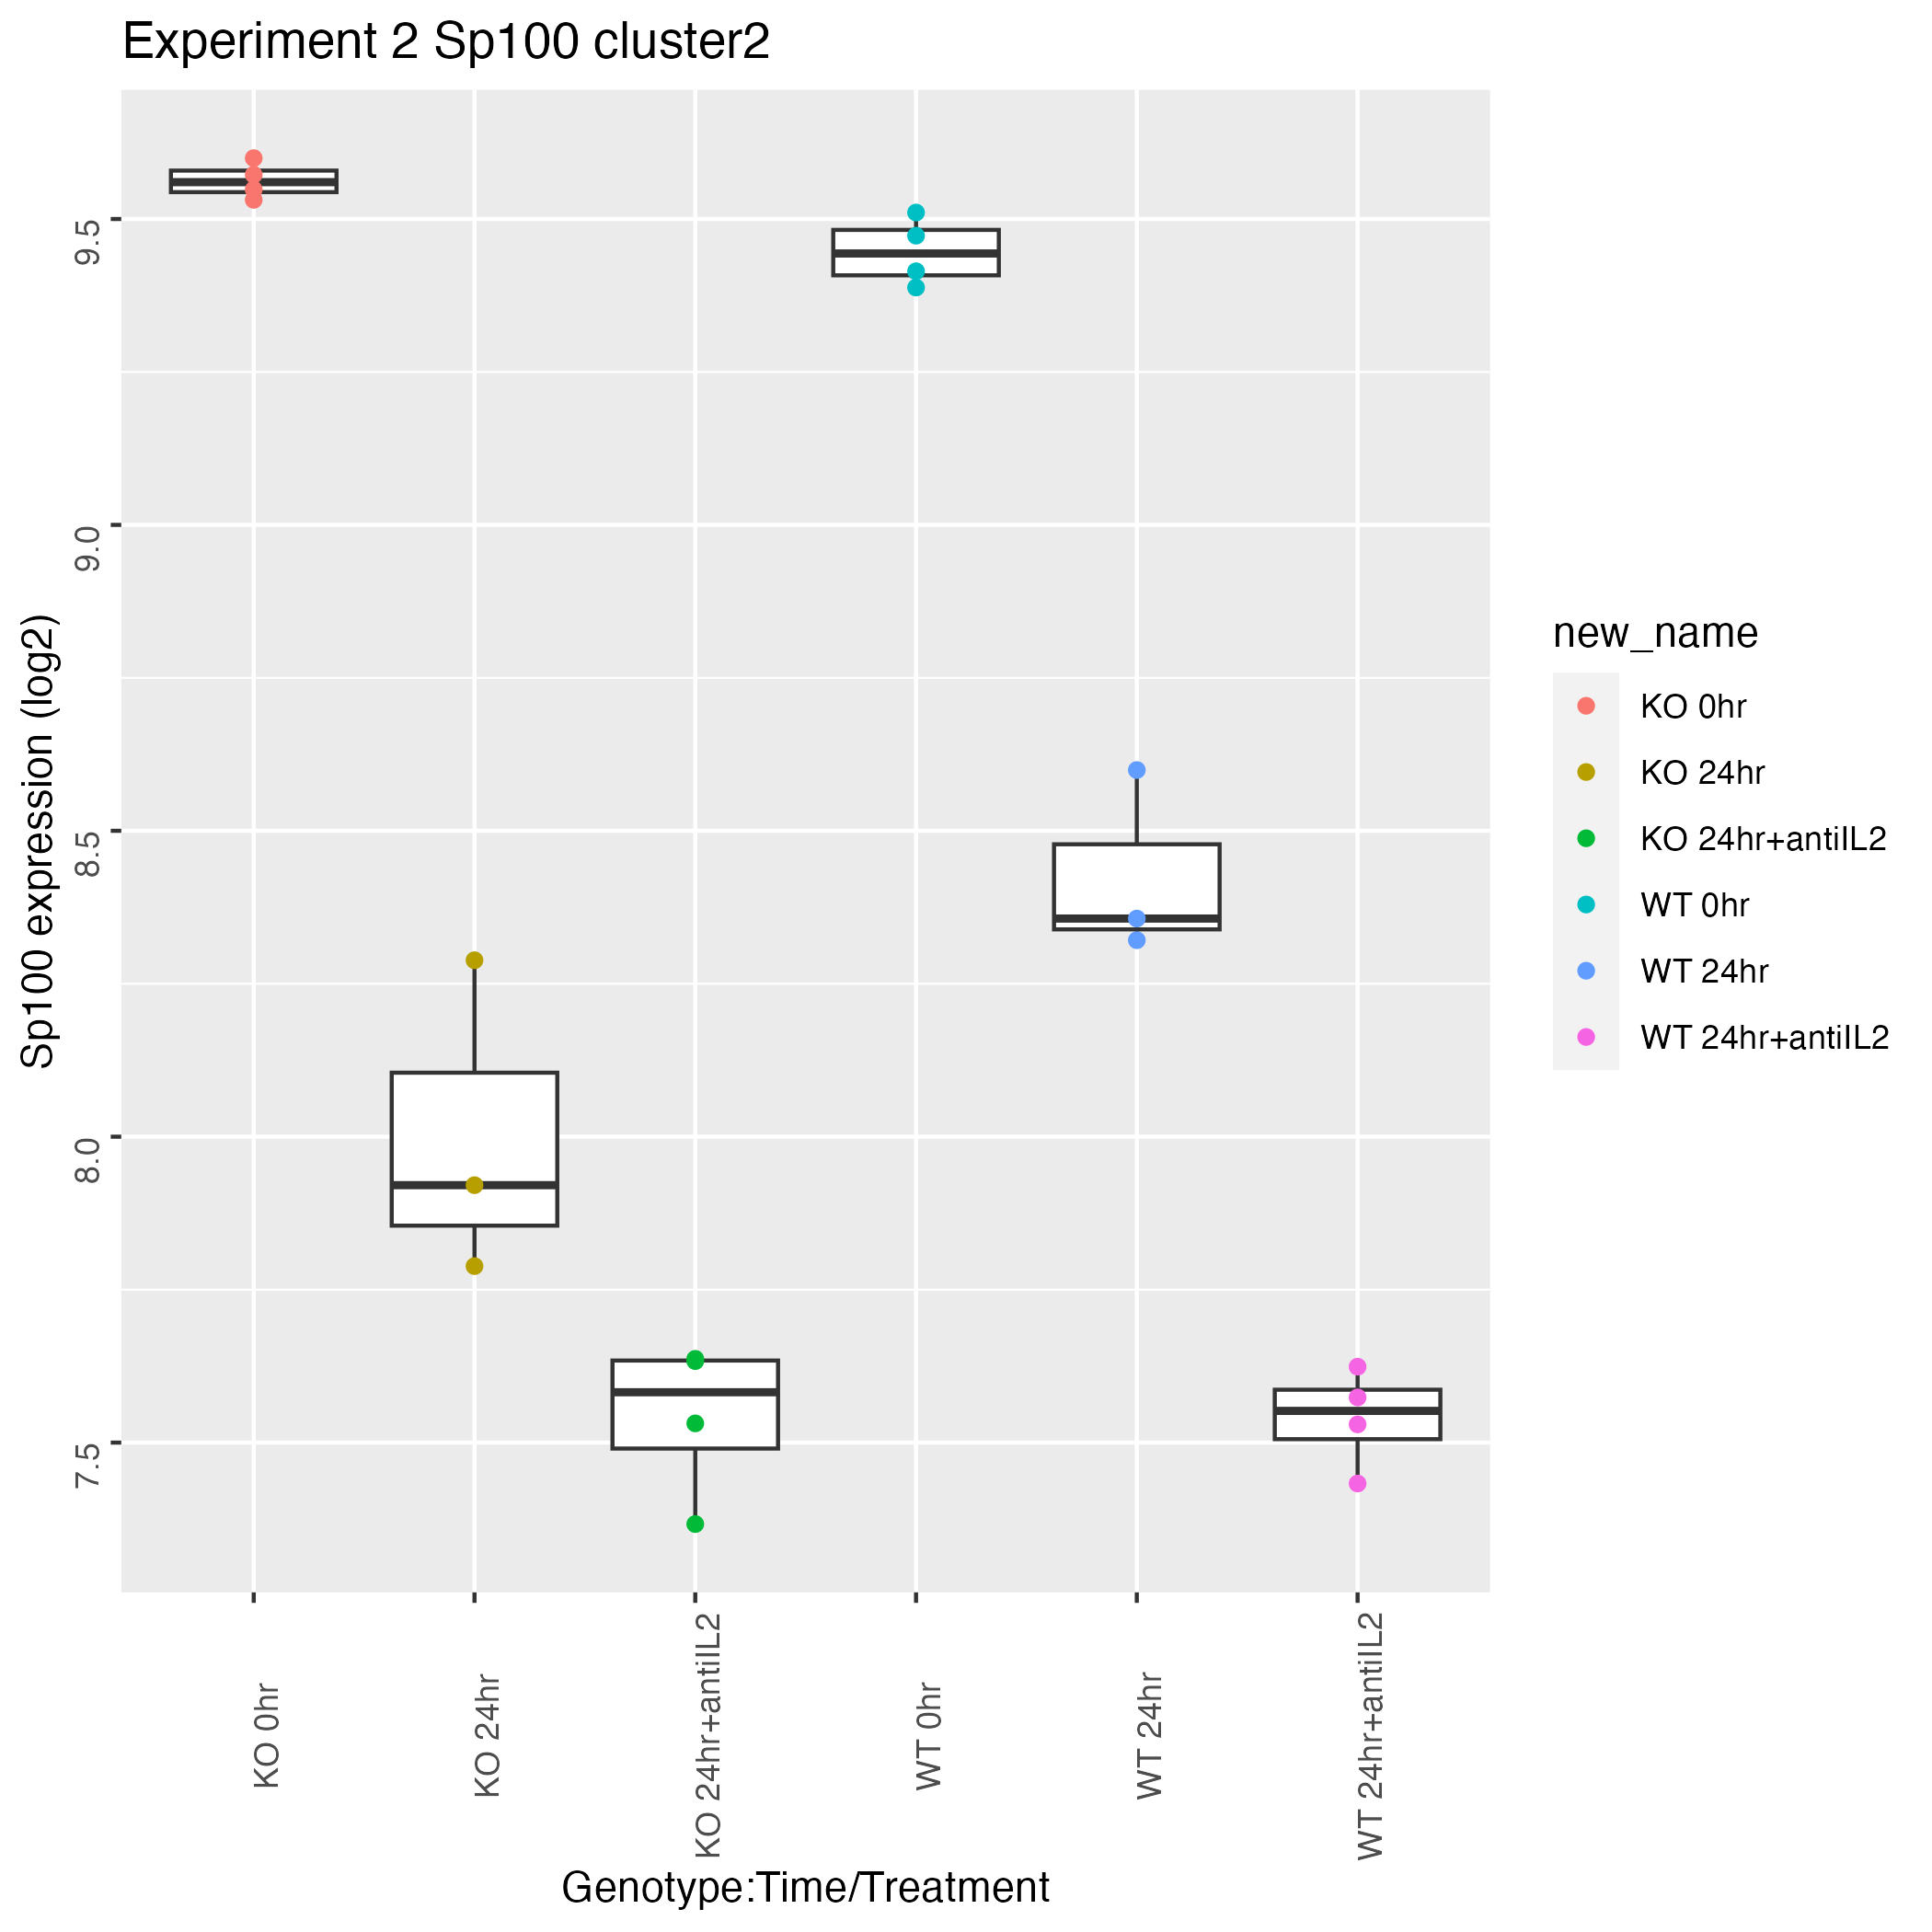 Experiment 2 Sp100 cluster2
Sp100 expression (log2)
9.5
9.0
8.5
8.0
7.5
KO 0hr
KO 24hr
KO 24hr+antiIL2
WT 0hr
WT 24hr
WT 24hr+antiIL2
Genotype:Time/Treatment
new_name
KO 0hr
KO 24hr
KO 24hr+antiIL2
WT 0hr
WT 24hr
WT 24hr+antiIL2